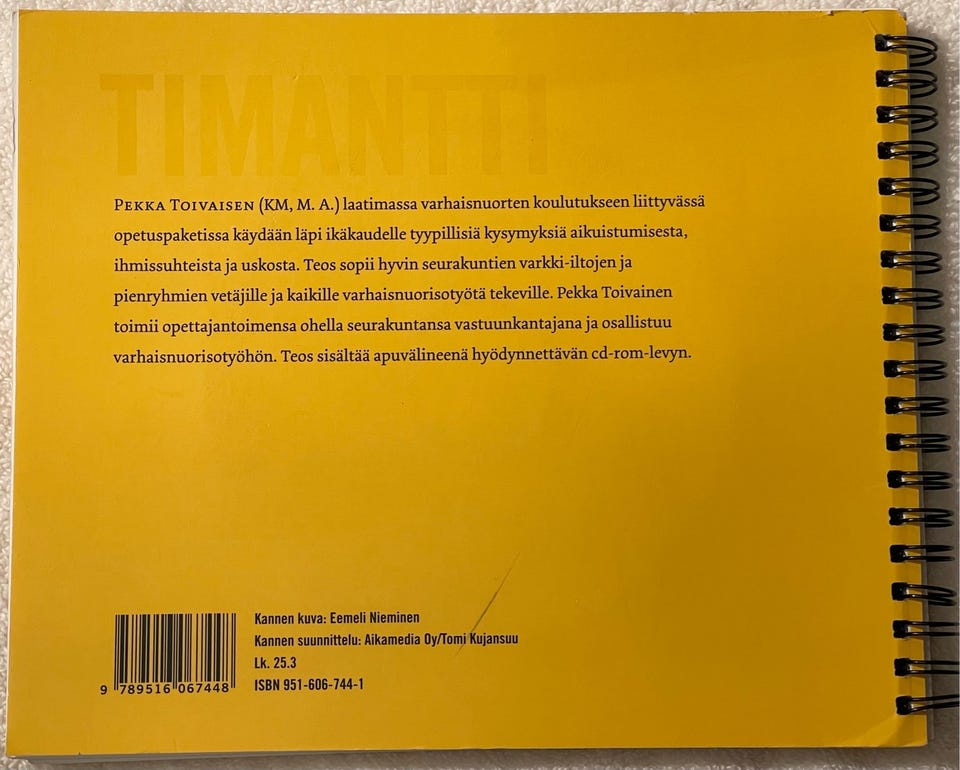 TIMANTTI
PEKKA TOIVAISEN (KM, M. A.) laatimassa varhaisnuorten koulutukseen liittyvässä
opetuspaketissa käydään läpi ikäkaudelle tyypillisiä kysymyksiä aikuistumisesta,
ihmissuhteista ja uskosta. Teos sopii hyvin seurakuntien varkki-iltojen ja
pienryhmien vetäjille ja kaikille varhaisnuorisotyötä tekeville. Pekka Toivainen
toimii opettajantoimensa ohella seurakuntansa vastuunkantajana ja osallistuu
varhaisnuorisotyöhön. Teos sisältää apuvälineenä hyödynnettävän cd-rom-levyn.
Kannen kuva: Eemeli Nieminen
Kannen suunnittelu: Aikamedia Oy/Tomi Kujansuu
Lk. 25.3
ISBN 951-606-744-1
9 789516 067448